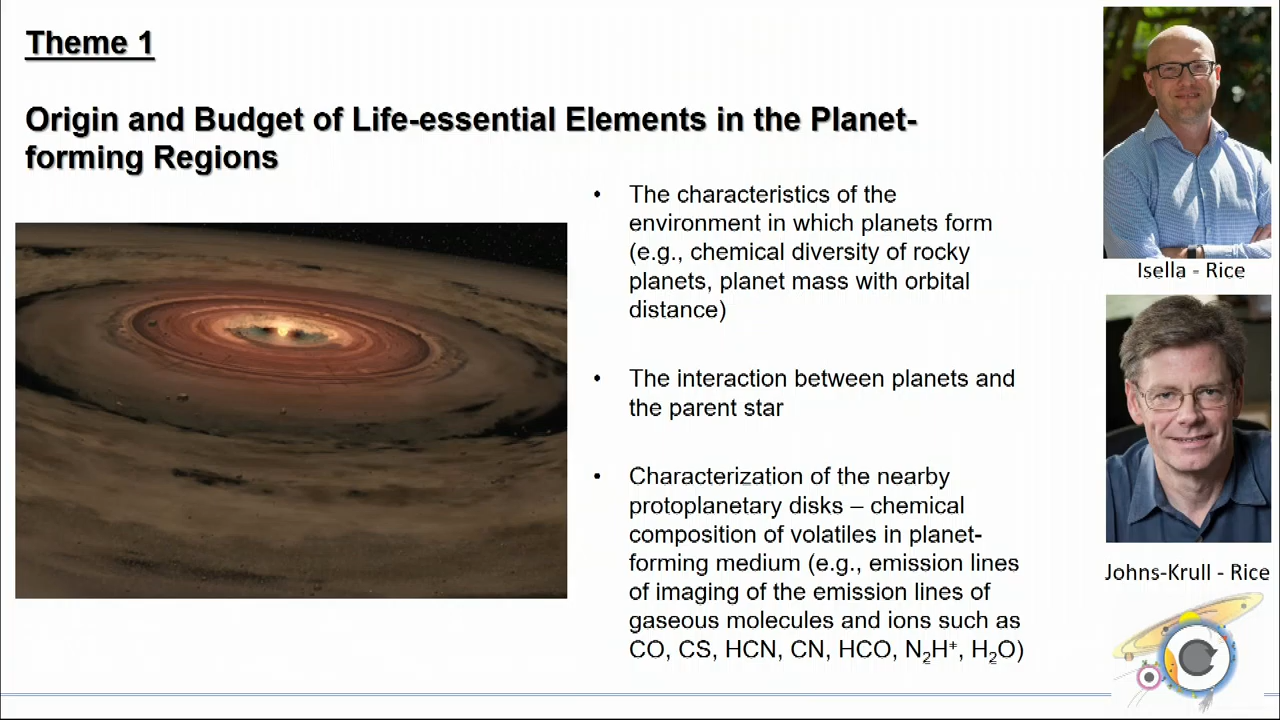 Theme 1
Origin and Budget of Life-essential Elements in the Planet-
forming Regions
• The characteristics of the
environment in which planets form
(e.g., chemical diversity of rocky
planets, planet mass with orbital
distance)
• The interaction between planets and
the parent star
• Characterization of the nearby
protoplanetary disks – chemical
composition of volatiles in planet-
forming medium (e.g., emission lines
of imaging of the emission lines of
gaseous molecules and ions such as
CO, CS, HCN, CN, HCO, N₂H⁺, H₂O)
Isella - Rice
Johns-Krull - Rice